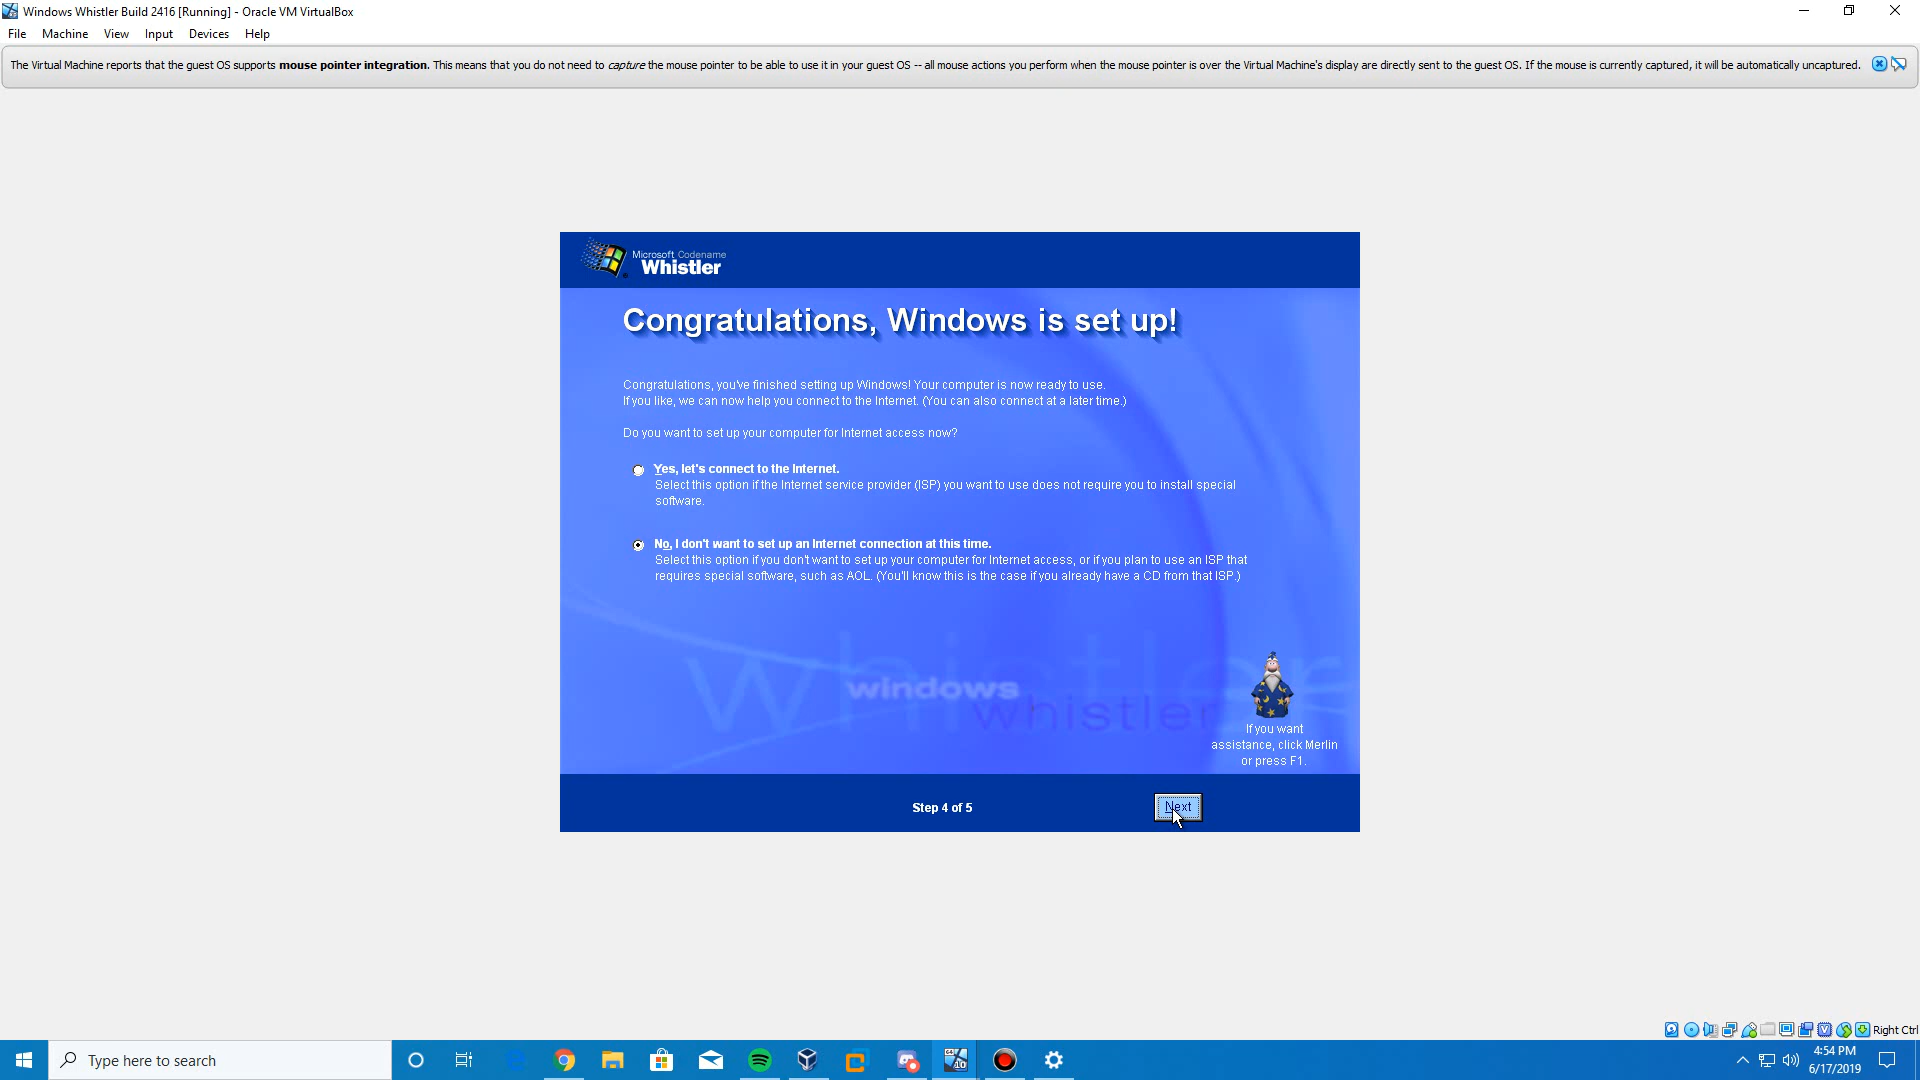 Windows Whistler Build 2416 [Running] - Oracle VM VirtualBox
File Machine View Input Devices Help
The Virtual Machine reports that the guest OS supports mouse pointer integration. This means that you do not need to capture the mouse pointer to be able to use it in your guest OS -- all mouse actions you perform when the mouse pointer is over the Virtual Machine's display are directly sent to the guest OS. If the mouse is currently captured, it will be automatically uncaptured.
Microsoft Codename
Whistler
Congratulations, Windows is set up!
Congratulations, you've finished setting up Windows! Your computer is now ready to use.
If you like, we can now help you connect to the Internet. (You can also connect at a later time.)
Do you want to set up your computer for Internet access now?
Yes, let's connect to the Internet.
Select this option if the Internet service provider (ISP) you want to use does not require you to install special
software.
No, I don't want to set up an Internet connection at this time.
Select this option if you don't want to set up your computer for Internet access, or if you plan to use an ISP that
requires special software, such as AOL. (You'll know this is the case if you already have a CD from that ISP.)
whistler
windows
whistler
If you want
assistance, click Merlin
or press F1.
Step 4 of 5
Next
Right Ctrl
Type here to search
4:54 PM
6/17/2019